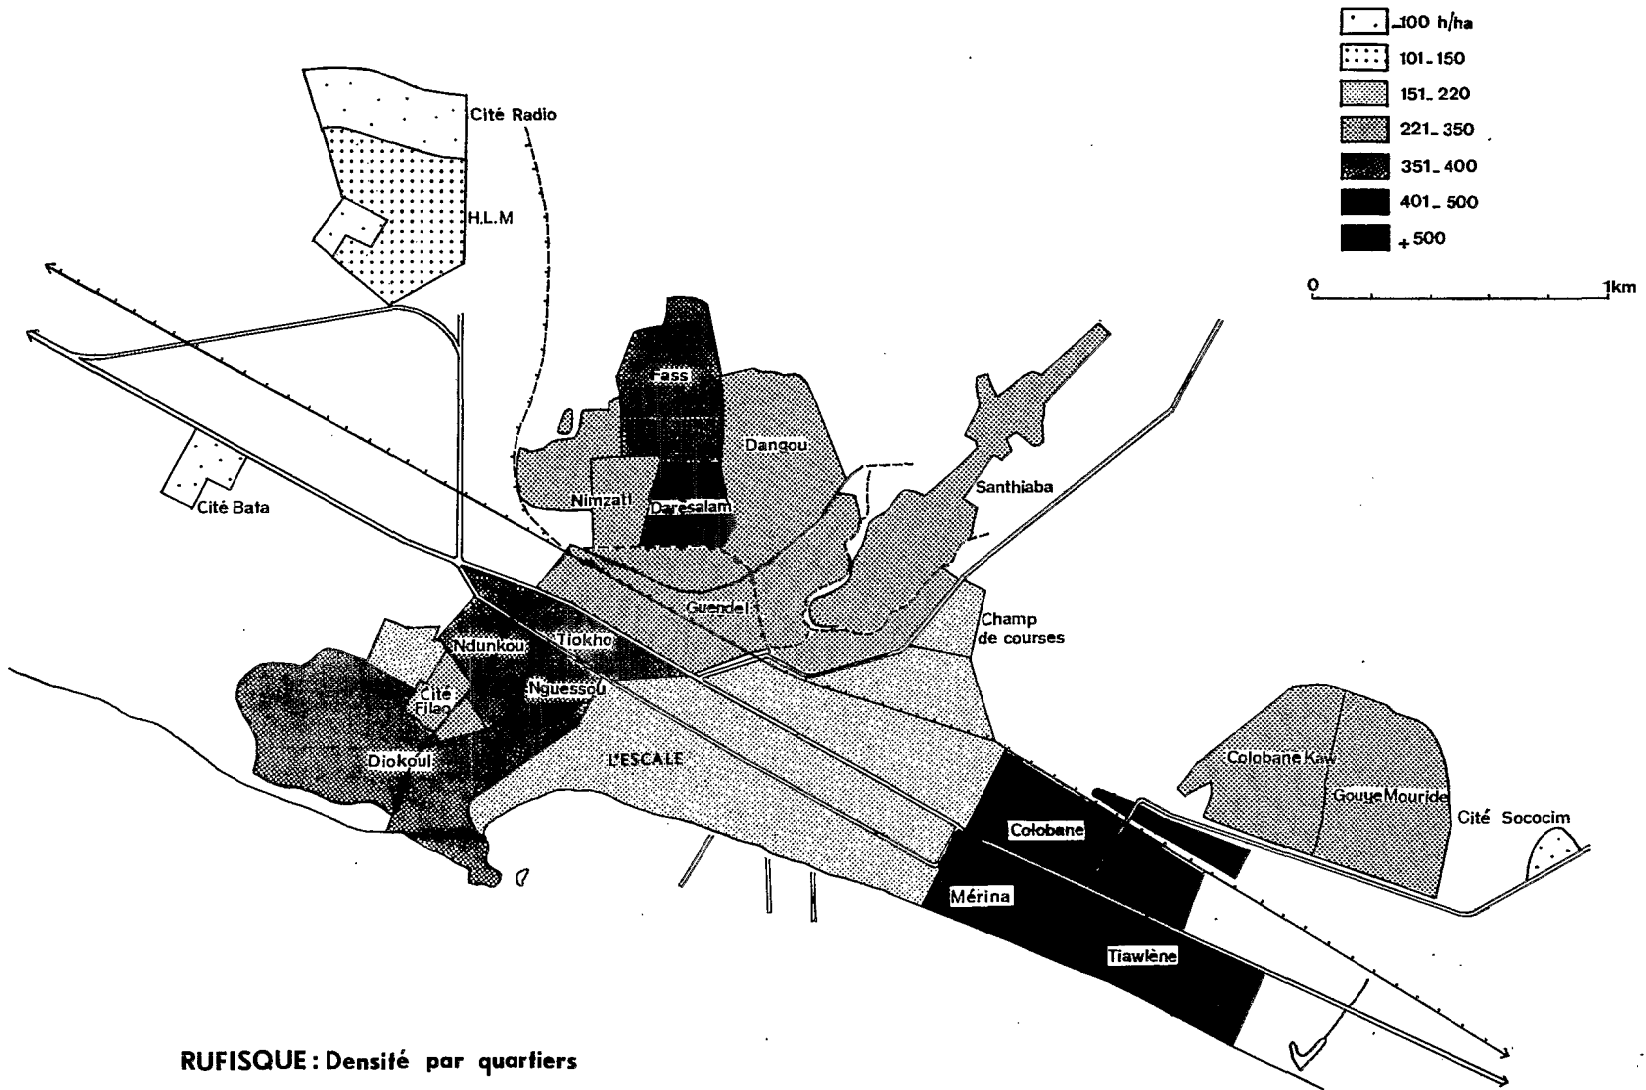 -100 h/ha
101-150
151-220
221-350
351-400
401-500
+500
0 1km
Cité Radio
H.L.M
Fass
Dangou
Cité Bata
Nimzatt
Darésalam
Santhiaba
Guendel
Champ
de courses
Ndunkou
Tiokho
Cité
Filao
Nguessou
Diokoul
L'ESCALE
Colobane Kaw
Gouye Mouride
Cité Sococim
Colobane
Mérina
Tiawlène
RUFISQUE : Densité par quartiers